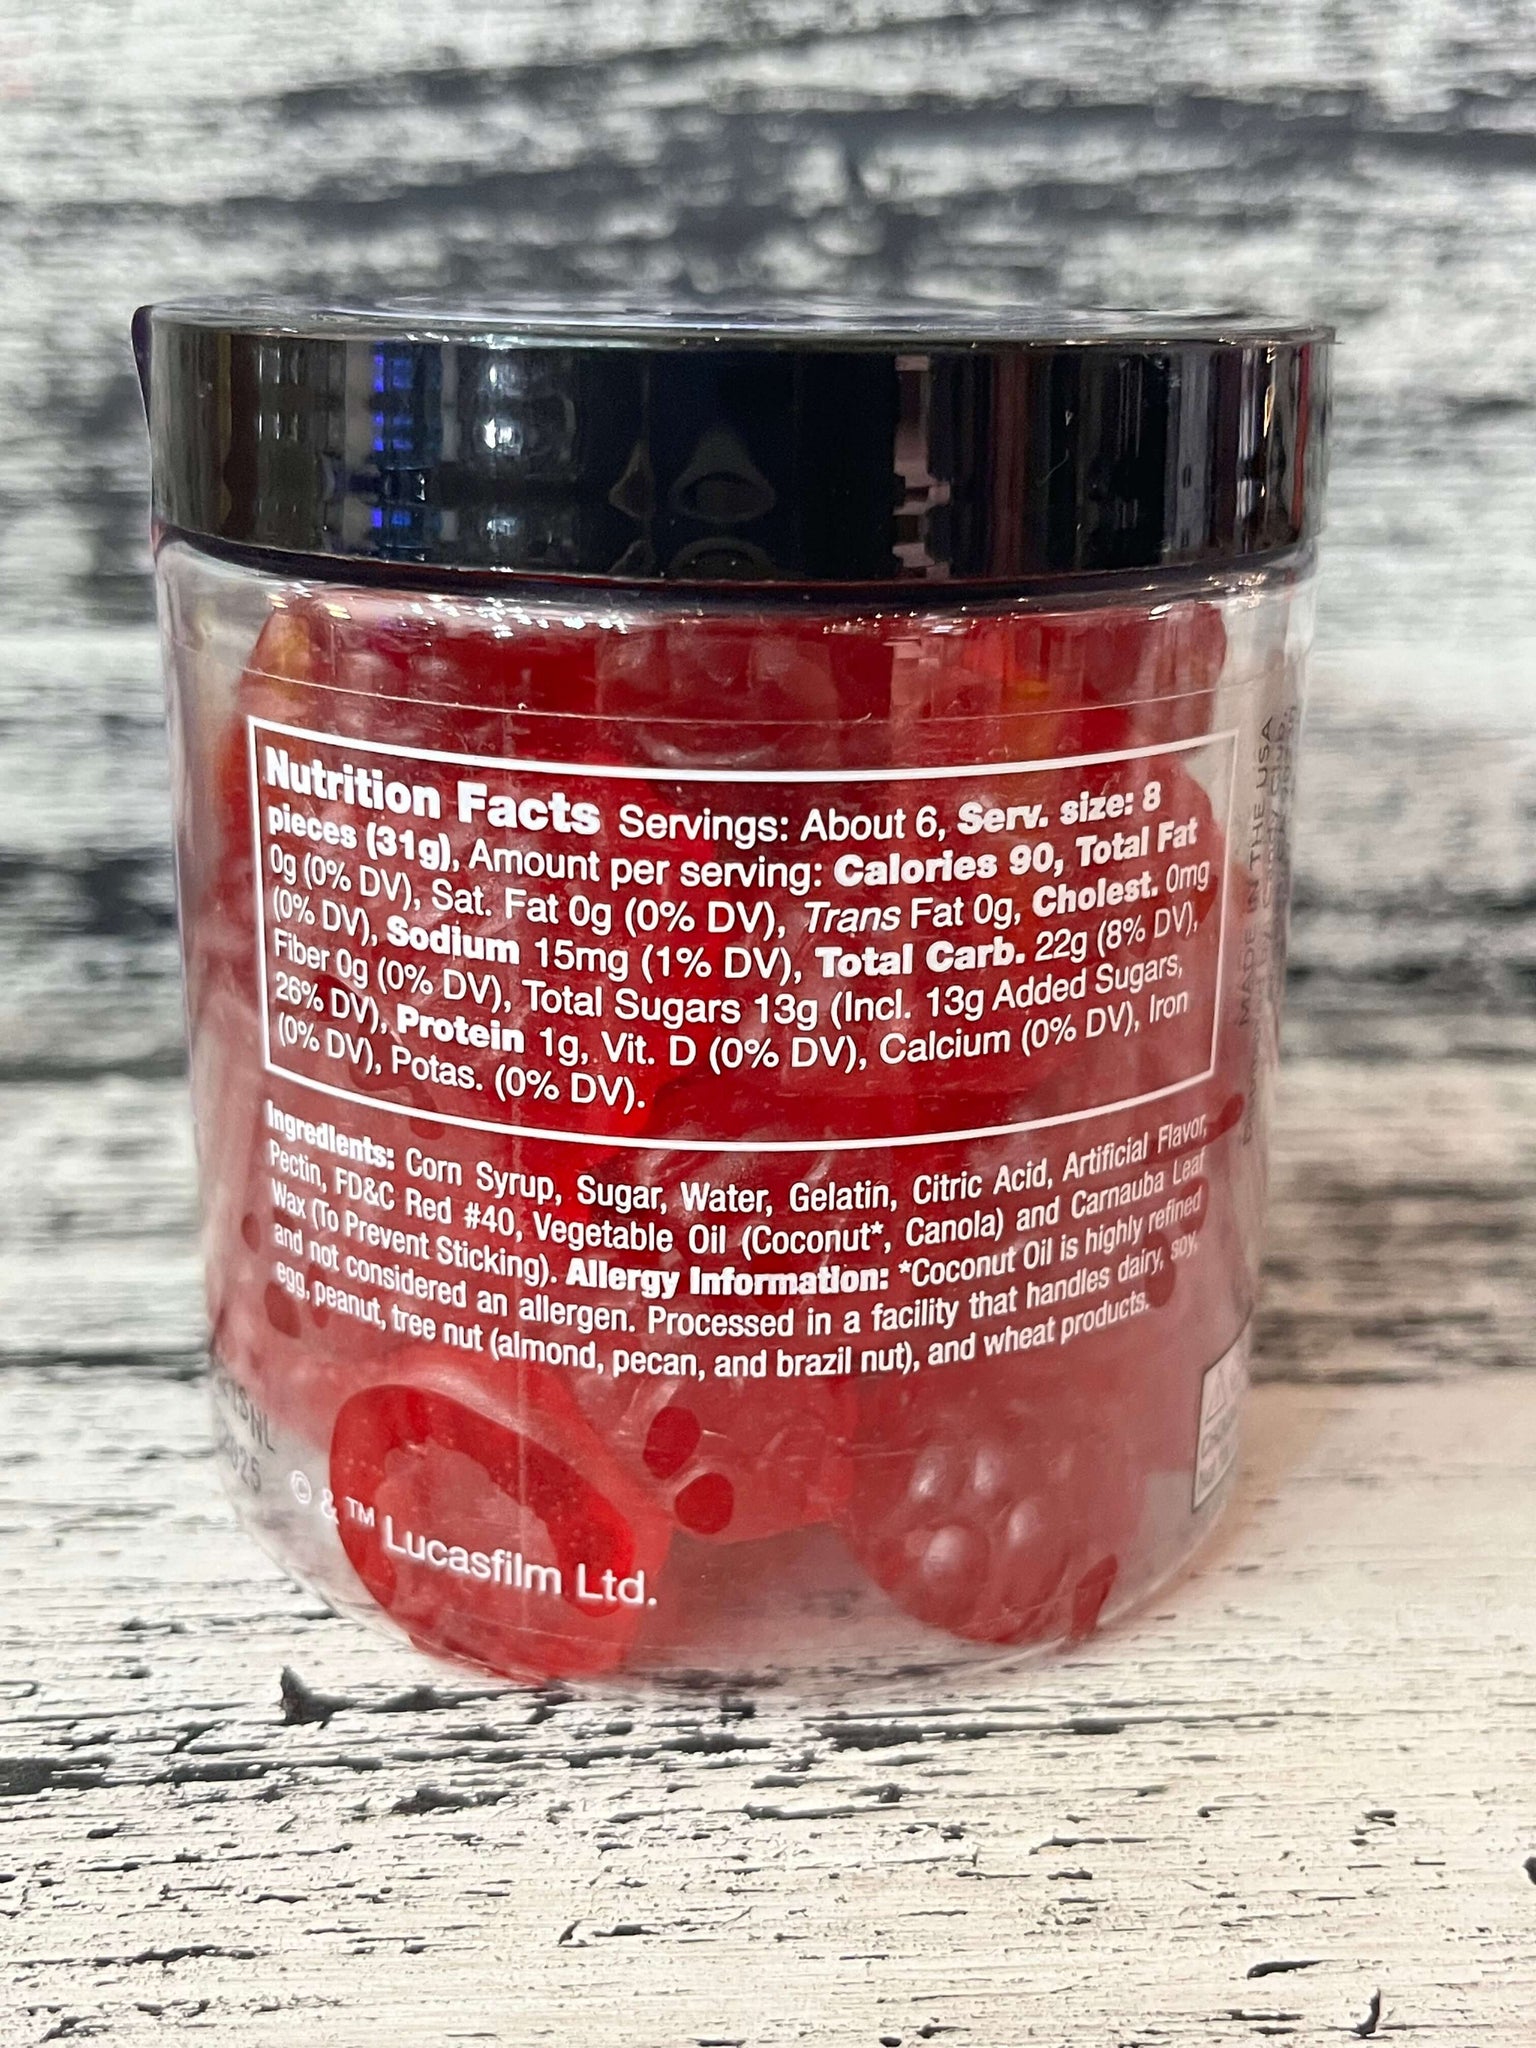 Nutrition Facts Servings: About 6, Serv. size: 8
pieces (31g), Amount per serving: Calories 90, Total Fat
0g (0% DV), Sat. Fat 0g (0% DV), Trans Fat 0g, Cholest. 0mg
(0% DV), Sodium 15mg (1% DV), Total Carb. 22g (8% DV),
Fiber 0g (0% DV), Total Sugars 13g (Incl. 13g Added Sugars,
26% DV), Protein 1g, Vit. D (0% DV), Calcium (0% DV), Iron
(0% DV), Potas. (0% DV).
Ingredients: Corn Syrup, Sugar, Water, Gelatin, Citric Acid, Artificial Flavor,
Pectin, FD&C Red #40, Vegetable Oil (Coconut*, Canola) and Carnauba Leaf
Wax (To Prevent Sticking). Allergy Information: *Coconut Oil is highly refined
and not considered an allergen. Processed in a facility that handles dairy, soy,
egg, peanut, tree nut (almond, pecan, and brazil nut), and wheat products.
© & ™ Lucasfilm Ltd.
MADE IN THE USA